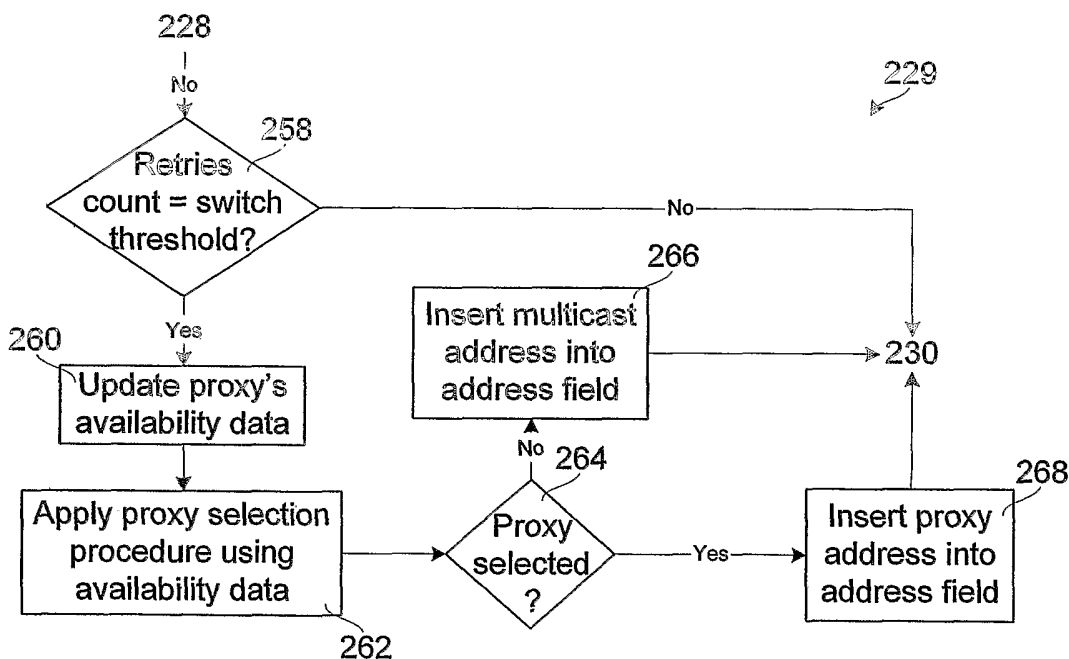 228
No
229
258
Retries
count = switch
threshold?
No
266
Insert multicast
address into
address field
230
Yes
260
Update proxy's
availability data
No
264
268
Apply proxy selection
procedure using
availability data
262
Proxy
selected
?
Yes
Insert proxy
address into
address field